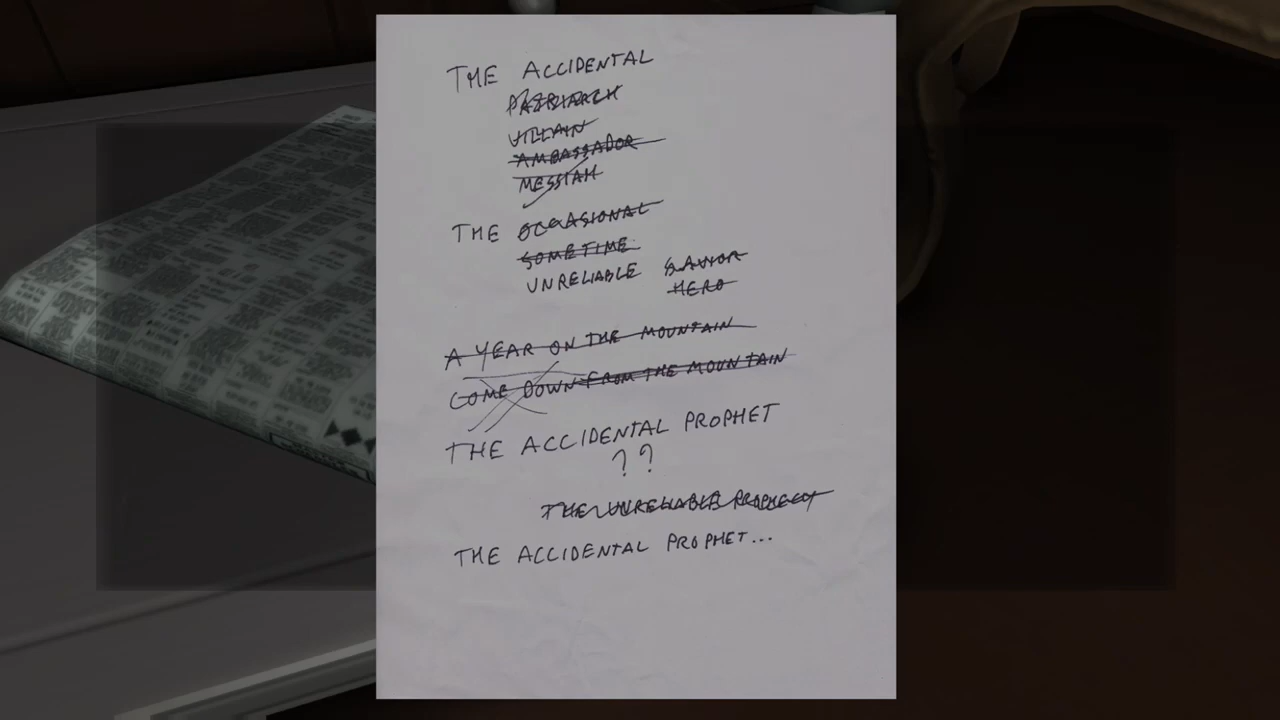 THE ACCIDENTAL
PATRIARCH
VILLAIN
AMBASSADOR
MESSIAH
THE OCCASIONAL
SOMETIME
UNRELIABLE SAVIOR
HERO
A YEAR ON THE MOUNTAIN
COME DOWN FROM THE MOUNTAIN
THE ACCIDENTAL PROPHET
??
THE UNRELIABLE PROPHECY
THE ACCIDENTAL PROPHET...